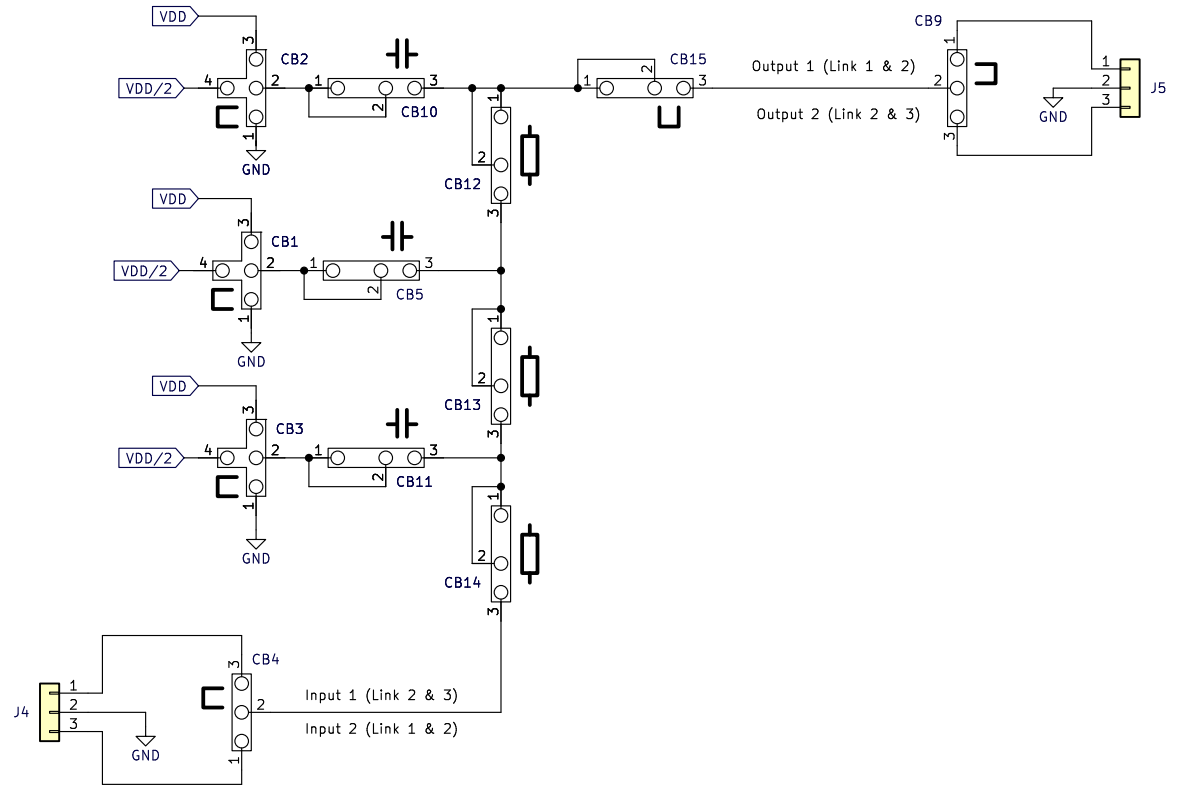 VDD
3
CB2
4
2
VDD/2
1
GND
1
2
3
CB10
1
2
CB12
3
1
2
CB15
3
Output 1 (Link 1 & 2)
Output 2 (Link 2 & 3)
CB9
1
2
3
1
2
3
GND
J5
VDD
3
CB1
4
2
VDD/2
1
GND
1
2
3
CB5
1
2
CB13
3
VDD
3
CB3
4
2
VDD/2
1
GND
1
2
3
CB11
1
2
CB14
3
CB4
3
2
1
Input 1 (Link 2 & 3)
Input 2 (Link 1 & 2)
J4
1
2
3
GND